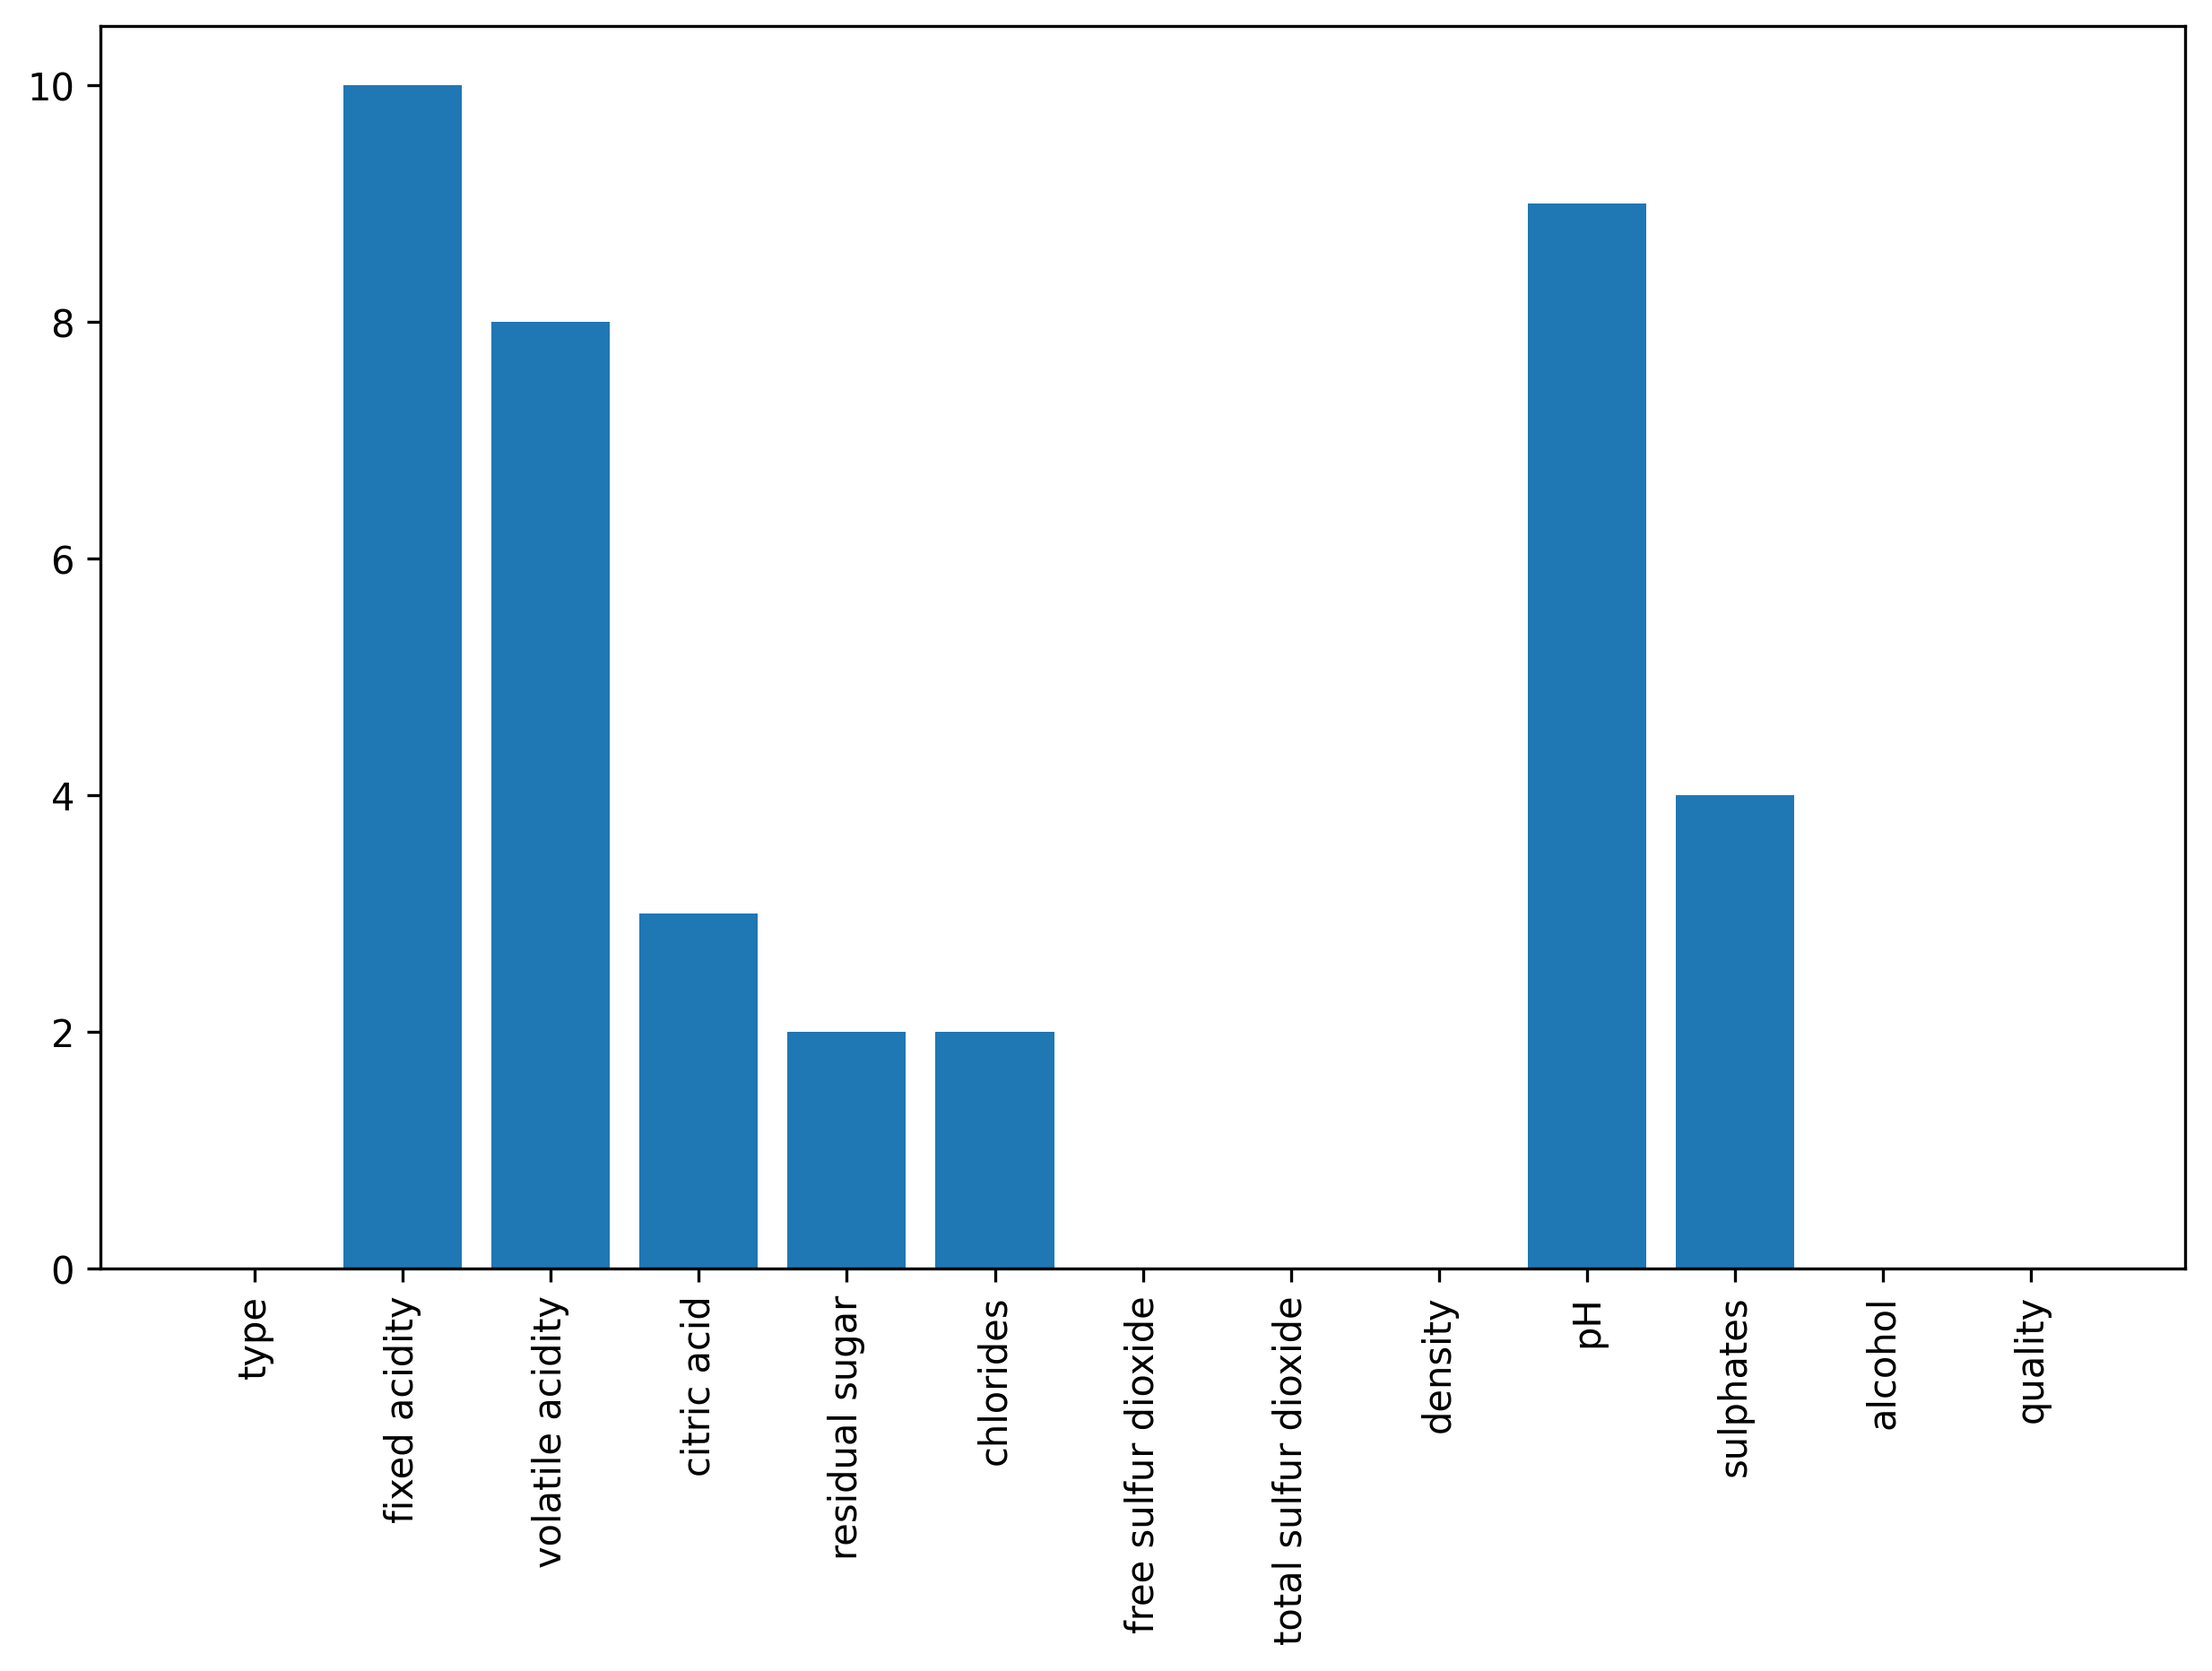 10
8
6
4
2
0
type
fixed acidity
volatile acidity
citric acid
residual sugar
chlorides
free sulfur dioxide
total sulfur dioxide
density
pH
sulphates
alcohol
quality